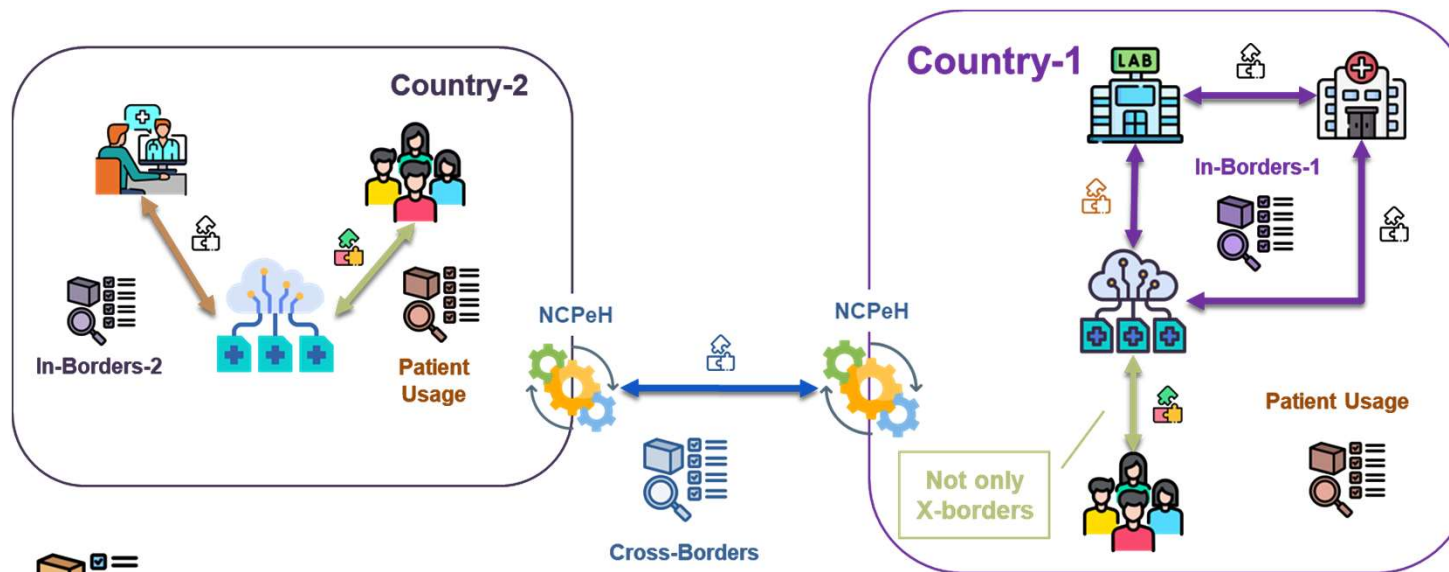 Country-2
Country-1
LAB
In-Borders-1
NCPeH
NCPeH
In-Borders-2
Patient
Usage
Patient Usage
Not only
X-borders
Cross-Borders